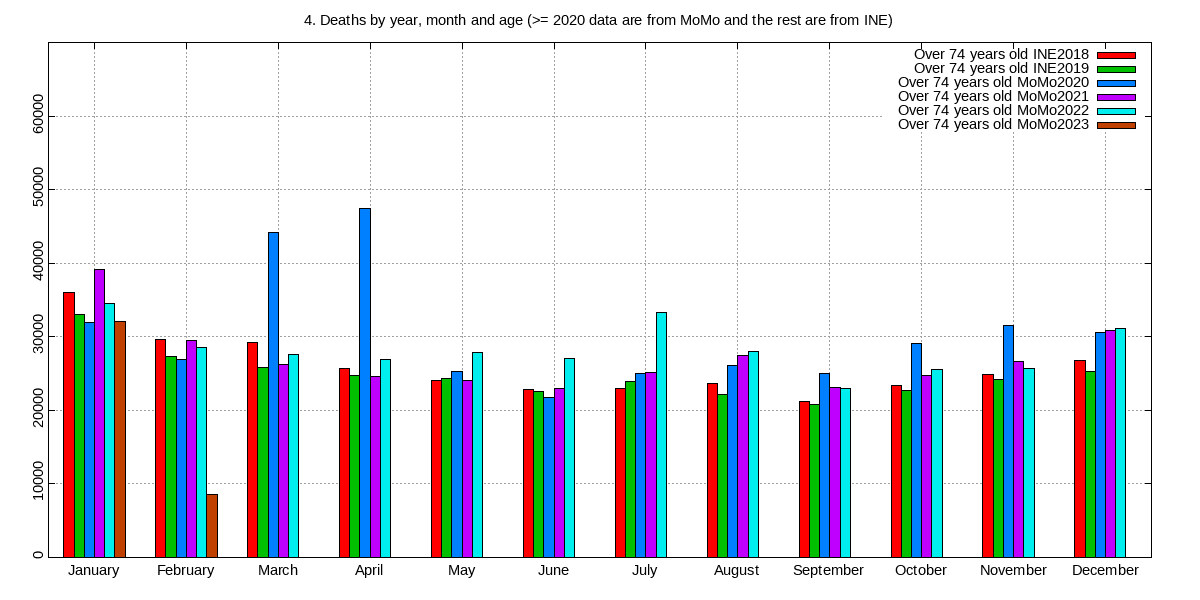 4. Deaths by year, month and age (>= 2020 data are from MoMo and the rest are from INE)
Over 74 years old INE2018
Over 74 years old INE2019
Over 74 years old MoMo2020
Over 74 years old MoMo2021
Over 74 years old MoMo2022
Over 74 years old MoMo2023
60000
50000
40000
30000
20000
10000
0
January February March April May June July August September October November December